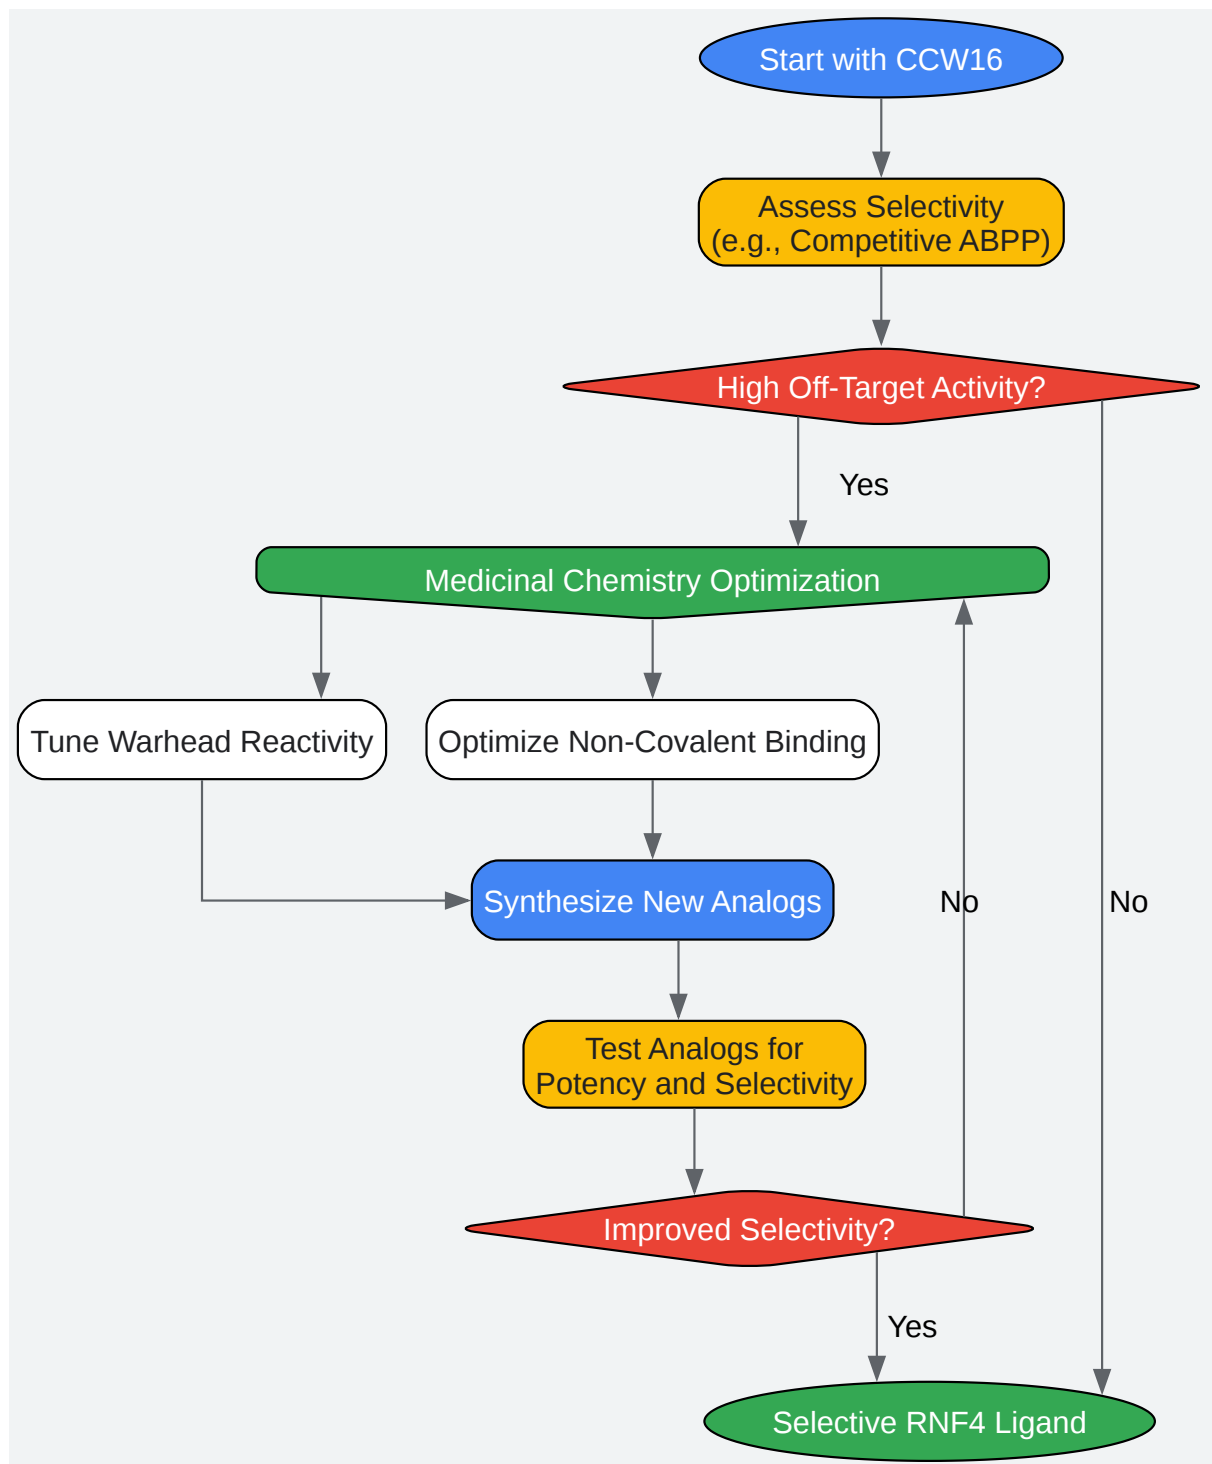 Start with CCW16
Assess Selectivity
(e.g., Competitive ABPP)
High Off-Target Activity?
Yes
Medicinal Chemistry Optimization
Tune Warhead Reactivity
Optimize Non-Covalent Binding
Synthesize New Analogs
No
No
Test Analogs for
Potency and Selectivity
Improved Selectivity?
Yes
Selective RNF4 Ligand